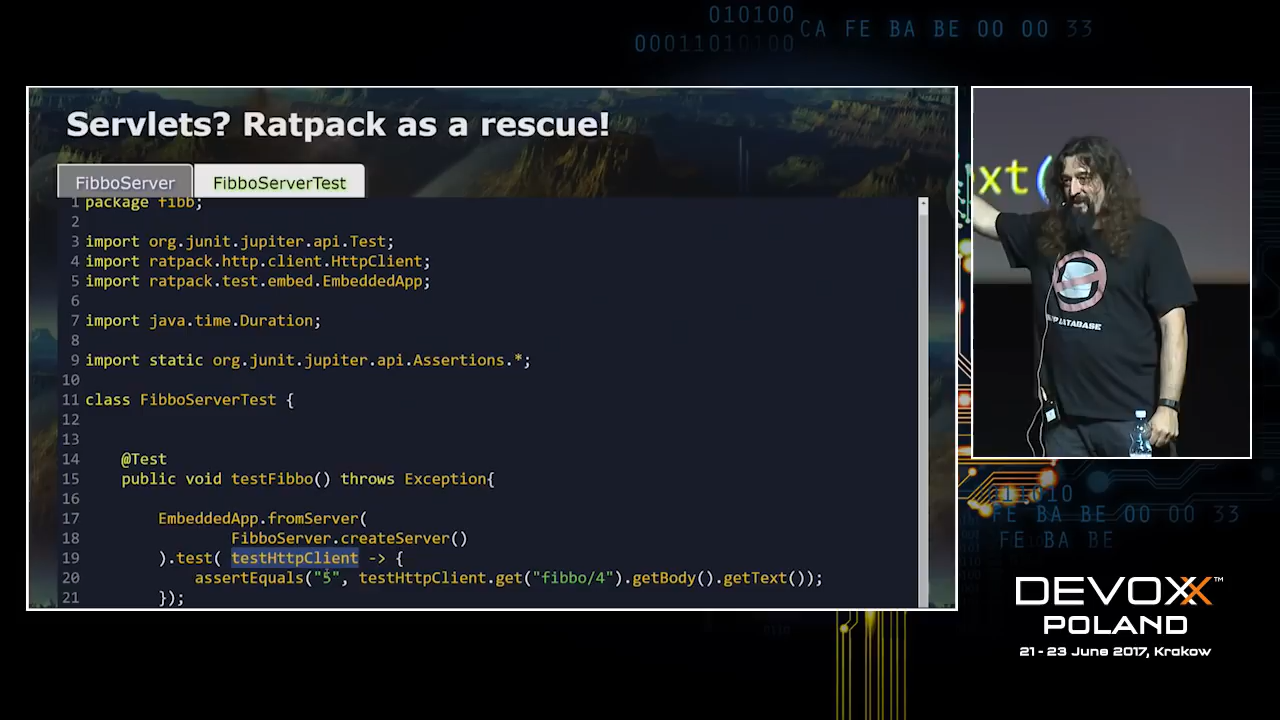 010100
00011010100
CA FE BA BE 00 00 33
Servlets? Ratpack as a rescue!
FibboServer
FibboServerTest
1 package fibb;
2
3 import org.junit.jupiter.api.Test;
4 import ratpack.http.client.HttpClient;
5 import ratpack.test.embed.EmbeddedApp;
6
7 import java.time.Duration;
8
9 import static org.junit.jupiter.api.Assertions.*;
10
11 class FibboServerTest {
12
13
14 @Test
15 public void testFibbo() throws Exception{
16
17 EmbeddedApp.fromServer(
18 FibboServer.createServer()
19 ).test( testHttpClient -> {
20 assertEquals("5", testHttpClient.get("fibbo/4").getBody().getText());
21 });
xt(
DATABASE
FE BA BE 00 00 33
FE BA BE
DEVOXX™
POLAND
21 - 23 June 2017, Krakow